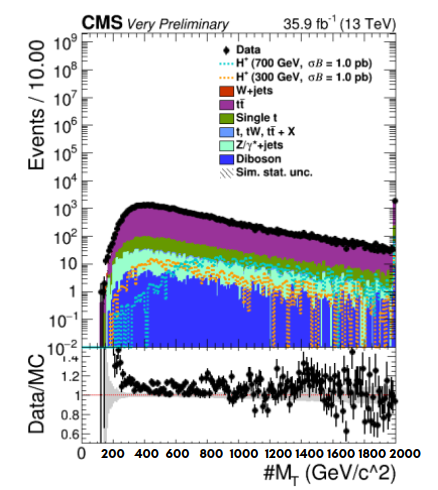 CMS Very Preliminary 35.9 fb⁻¹ (13 TeV)
Events / 10.00
10⁹
10⁸
10⁷
10⁶
10⁵
10⁴
10³
10²
10
1
10⁻¹
10⁻²
Data
H⁺ (700 GeV, σB = 1.0 pb)
H⁺ (300 GeV, σB = 1.0 pb)
W+jets
tt̄
Single t
t, tW, tt̄ + X
Z/γ*+jets
Diboson
Sim. stat. unc.
Data/MC
1.4
1.2
1
0.8
0.6
0 200 400 600 800 1000 1200 1400 1600 1800 2000
#M_T (GeV/c^2)